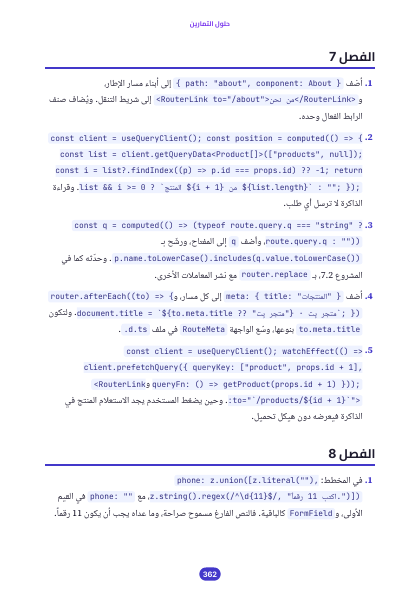 حلول التمارين
الفصل 7
1. أضف { path: "about", component: About } إلى أبناء مسار الإطار،
و <RouterLink to="/about">من نحن</RouterLink> إلى شريط التنقل. ويُضاف صنف
الرابط الفعال وحده.
2. const client = useQueryClient(); const position = computed(() => {
const list = client.getQueryData<Product[]>(["products", null]);
const i = list?.findIndex((p) => p.id === props.id) ?? -1; return
list && i >= 0 ? `المنتج ${i + 1} من ${list.length}` : ""; }); وقراءة
الذاكرة لا ترسل أي طلب.
3. const q = computed(() => (typeof route.query.q === "string" ?
route.query.q : "")) وأضف q إلى المفتاح، ورشّح بـ
p.name.toLowerCase().includes(q.value.toLowerCase()) . وحدّثه كما في
المشروع 7.2، بـ router.replace مع نشر المعاملات الأخرى.
4. أضف meta: { title: "المنتجات" } إلى كل مسار، و router.afterEach((to) => {
document.title = `${to.meta.title ?? "متجر بت"} · متجر بت`; }) ولتكون
to.meta.title بنوعها، وسّع الواجهة RouteMeta في ملف .d.ts .
5. const client = useQueryClient(); watchEffect(() =>
client.prefetchQuery({ queryKey: ["product", props.id + 1],
queryFn: () => getProduct(props.id + 1) })); و <RouterLink
:to="`/products/${id + 1}`">. وحين يضغط المستخدم يجد الاستعلام المنتج في
الذاكرة فيعرضه دون هيكل تحميل.
الفصل 8
1. في المخطط: phone: z.union([z.literal(""),
z.string().regex(/^\d{11}$/, "اكتب 11 رقماً.")]) مع phone: "" في القيم
الأولى، و FormField كالباقية. فالنص الفارغ مسموح صراحة، وما عداه يجب أن يكون 11 رقماً.
362